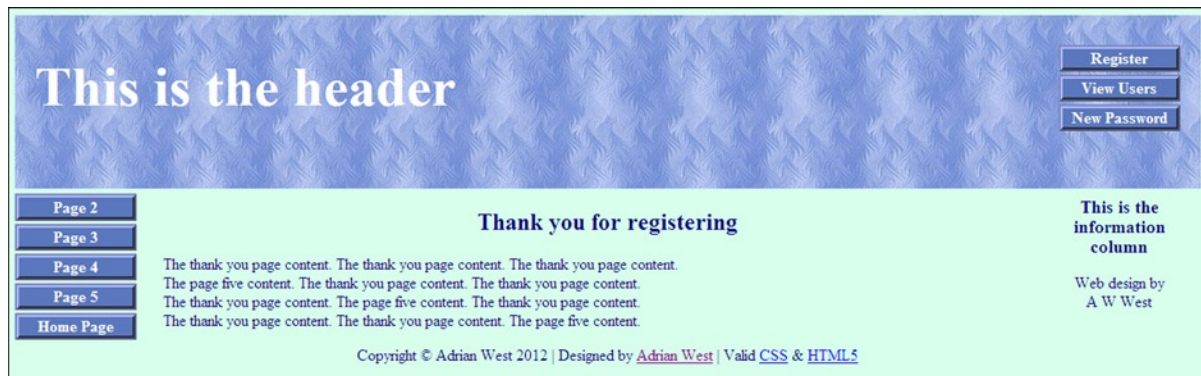 This is the header
Register
View Users
New Password
Page 2
Page 3
Page 4
Page 5
Home Page
Thank you for registering
The thank you page content. The thank you page content. The thank you page content.
The page five content. The thank you page content. The thank you page content.
The thank you page content. The page five content. The thank you page content.
The thank you page content. The thank you page content. The page five content.
This is the
information
column
Web design by
A W West
Copyright © Adrian West 2012 | Designed by Adrian West | Valid CSS & HTML5